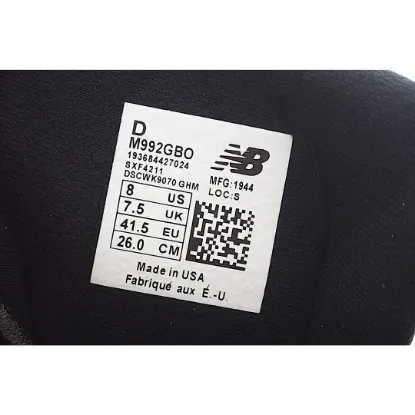 D
M992GBO
193684427024
SXF4211
DSCWK9070 GHM
NB
MFG:1944
LOC:S
8 US
7.5 UK
41.5 EU
26.0 CM
Made in USA
Fabriqué aux É.-U.